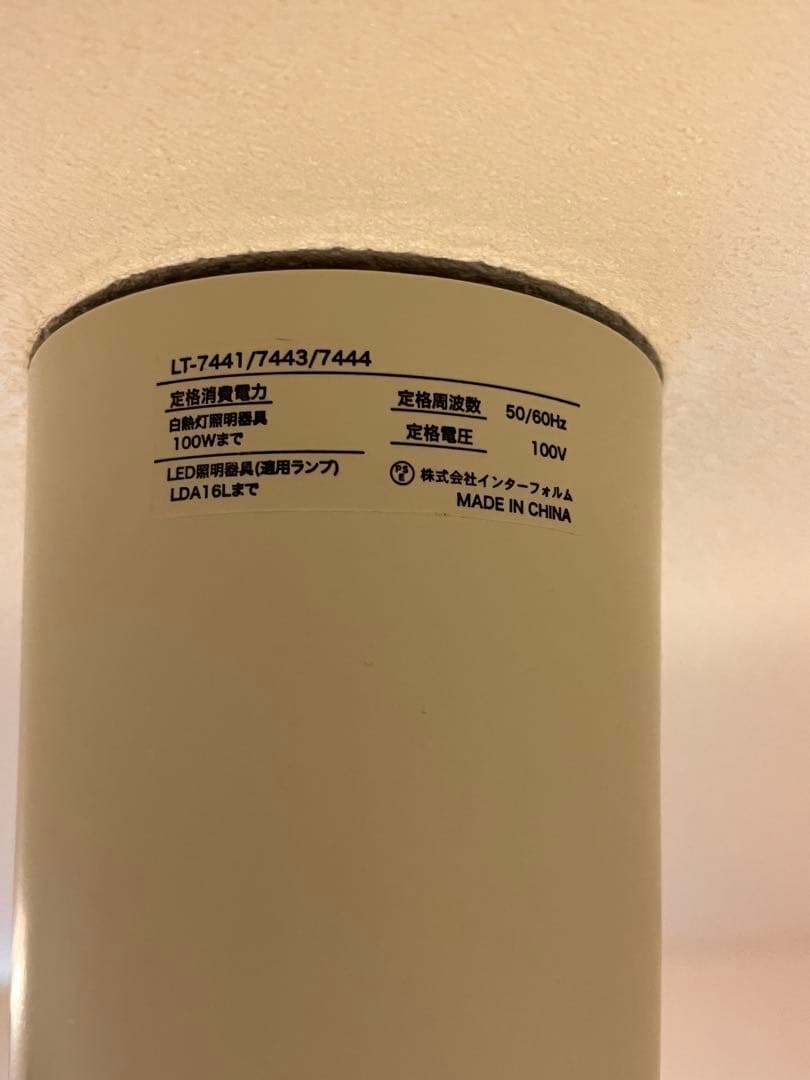 LT-7441/7443/7444
定格消費電力
白熱灯照明器具
100Wまで
LED照明器具(適用ランプ)
LDA16Lまで
定格周波数 50/60Hz
定格電圧 100V
PSE 株式会社インターフォルム
MADE IN CHINA